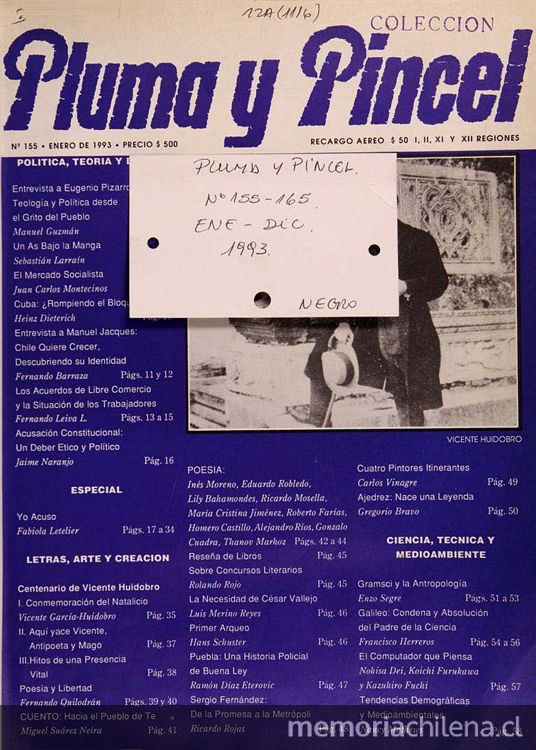 I
12A (11/6)
COLECCION
Pluma y Pincel
Nº 155 • ENERO DE 1993 • PRECIO $ 500
RECARGO AEREO $ 50 I, II, XI Y XII REGIONES
PLUMA y PINCEL.
Nº 155-165.
ENE - DIC.
1993.
NEGRO
POLITICA, TEORIA Y
Entrevista a Eugenio Pizarro
Teología y Política desde
el Grito del Pueblo
Manuel Guzmán
Un As Bajo la Manga
Sebastián Larraín
El Mercado Socialista
Juan Carlos Montecinos
Cuba: ¿Rompiendo el Bloqu
Heinz Dieterich
Entrevista a Manuel Jacques:
Chile Quiere Crecer,
Descubriendo su Identidad
Fernando Barraza Págs. 11 y 12
Los Acuerdos de Libre Comercio
y la Situación de los Trabajadores
Fernando Leiva L. Págs. 13 a 15
Acusación Constitucional:
Un Deber Etico y Político
Jaime Naranjo Pág. 16
ESPECIAL
Yo Acuso
Fabiola Letelier Págs. 17 a 34
LETRAS, ARTE Y CREACION
Centenario de Vicente Huidobro
I. Conmemoración del Natalicio
Vicente García-Huidobro Pág. 35
II. Aquí yace Vicente,
Antipoeta y Mago Pág. 37
III.Hitos de una Presencia
Vital Pág. 38
Poesía y Libertad
Fernando Quilodrán Págs. 39 y 40
CUENTO: Hacia el Pueblo de Te
Miguel Suárez Neira Pág. 41
VICENTE HUIDOBRO
POESIA:
Inés Moreno, Eduardo Robledo,
Lily Bahamondes, Ricardo Mosella,
María Cristina Jiménez, Roberto Farías,
Homero Castillo, Alejandro Ríos, Gonzalo
Cuadra, Thanov Markoz Págs. 42 a 44
Reseña de Libros Pág. 45
Sobre Concursos Literarios
Rolando Rojo Pág. 45
La Necesidad de César Vallejo
Luis Merino Reyes Pág. 46
Primer Arqueo
Hans Schuster Pág. 46
Puebla: Una Historia Policial
de Buena Ley
Ramón Díaz Eterovic Pág. 47
Sergio Fernández:
De la Promesa a la Metrópoli
Ricardo Rojas
Cuatro Pintores Itinerantes
Carlos Vinagre Pág. 49
Ajedrez: Nace una Leyenda
Gregorio Bravo Pág. 50
CIENCIA, TECNICA Y
MEDIOAMBIENTE
Gramsci y la Antropología
Enzo Segre Págs. 51 a 53
Galileo: Condena y Absolución
del Padre de la Ciencia
Francisco Herreros Pág. 54 a 56
El Computador que Piensa
Nohisa Dei, Koichi Furukawa
y Kazuhiro Fuchi Pág. 57
Tendencias Demográficas
y Medioambientales
memoriachilena.cl